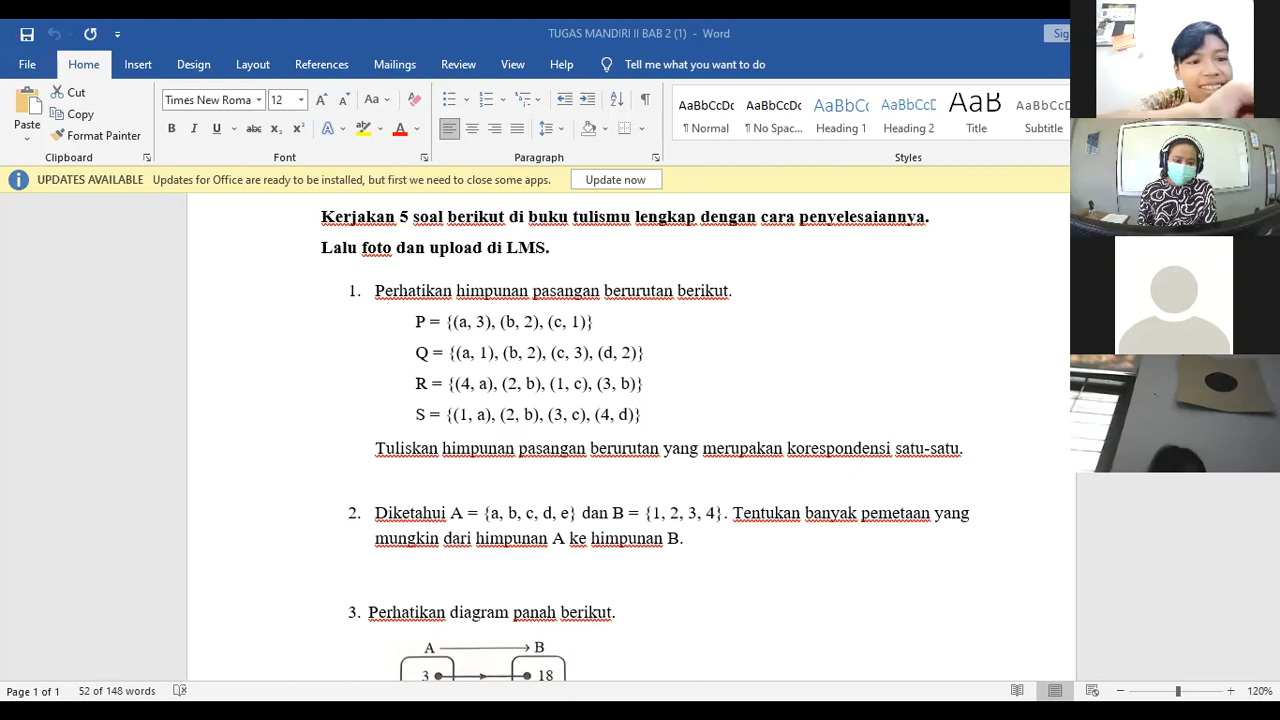 TUGAS MANDIRI II BAB 2 (1) - Word
Sig
File Home Insert Design Layout References Mailings Review View Help Tell me what you want to do
Paste
Cut
Copy
Format Painter
Clipboard
Times New Roma 12
Aa
B I U abc x₂ x² A A
Font
Paragraph
AaBbCcDc AaBbCcDc AaBbCc AaBbCcD AaB AaBbCcD
¶ Normal ¶ No Spac... Heading 1 Heading 2 Title Subtitle
Styles
UPDATES AVAILABLE Updates for Office are ready to be installed, but first we need to close some apps. Update now
Kerjakan 5 soal berikut di buku tulismu lengkap dengan cara penyelesaiannya.
Lalu foto dan upload di LMS.
1. Perhatikan himpunan pasangan berurutan berikut.
P = {(a, 3), (b, 2), (c, 1)}
Q = {(a, 1), (b, 2), (c, 3), (d, 2)}
R = {(4, a), (2, b), (1, c), (3, b)}
S = {(1, a), (2, b), (3, c), (4, d)}
Tuliskan himpunan pasangan berurutan yang merupakan korespondensi satu-satu.
2. Diketahui A = {a, b, c, d, e} dan B = {1, 2, 3, 4}. Tentukan banyak pemetaan yang
mungkin dari himpunan A ke himpunan B.
3. Perhatikan diagram panah berikut.
A B
3 18
Page 1 of 1 52 of 148 words
120%